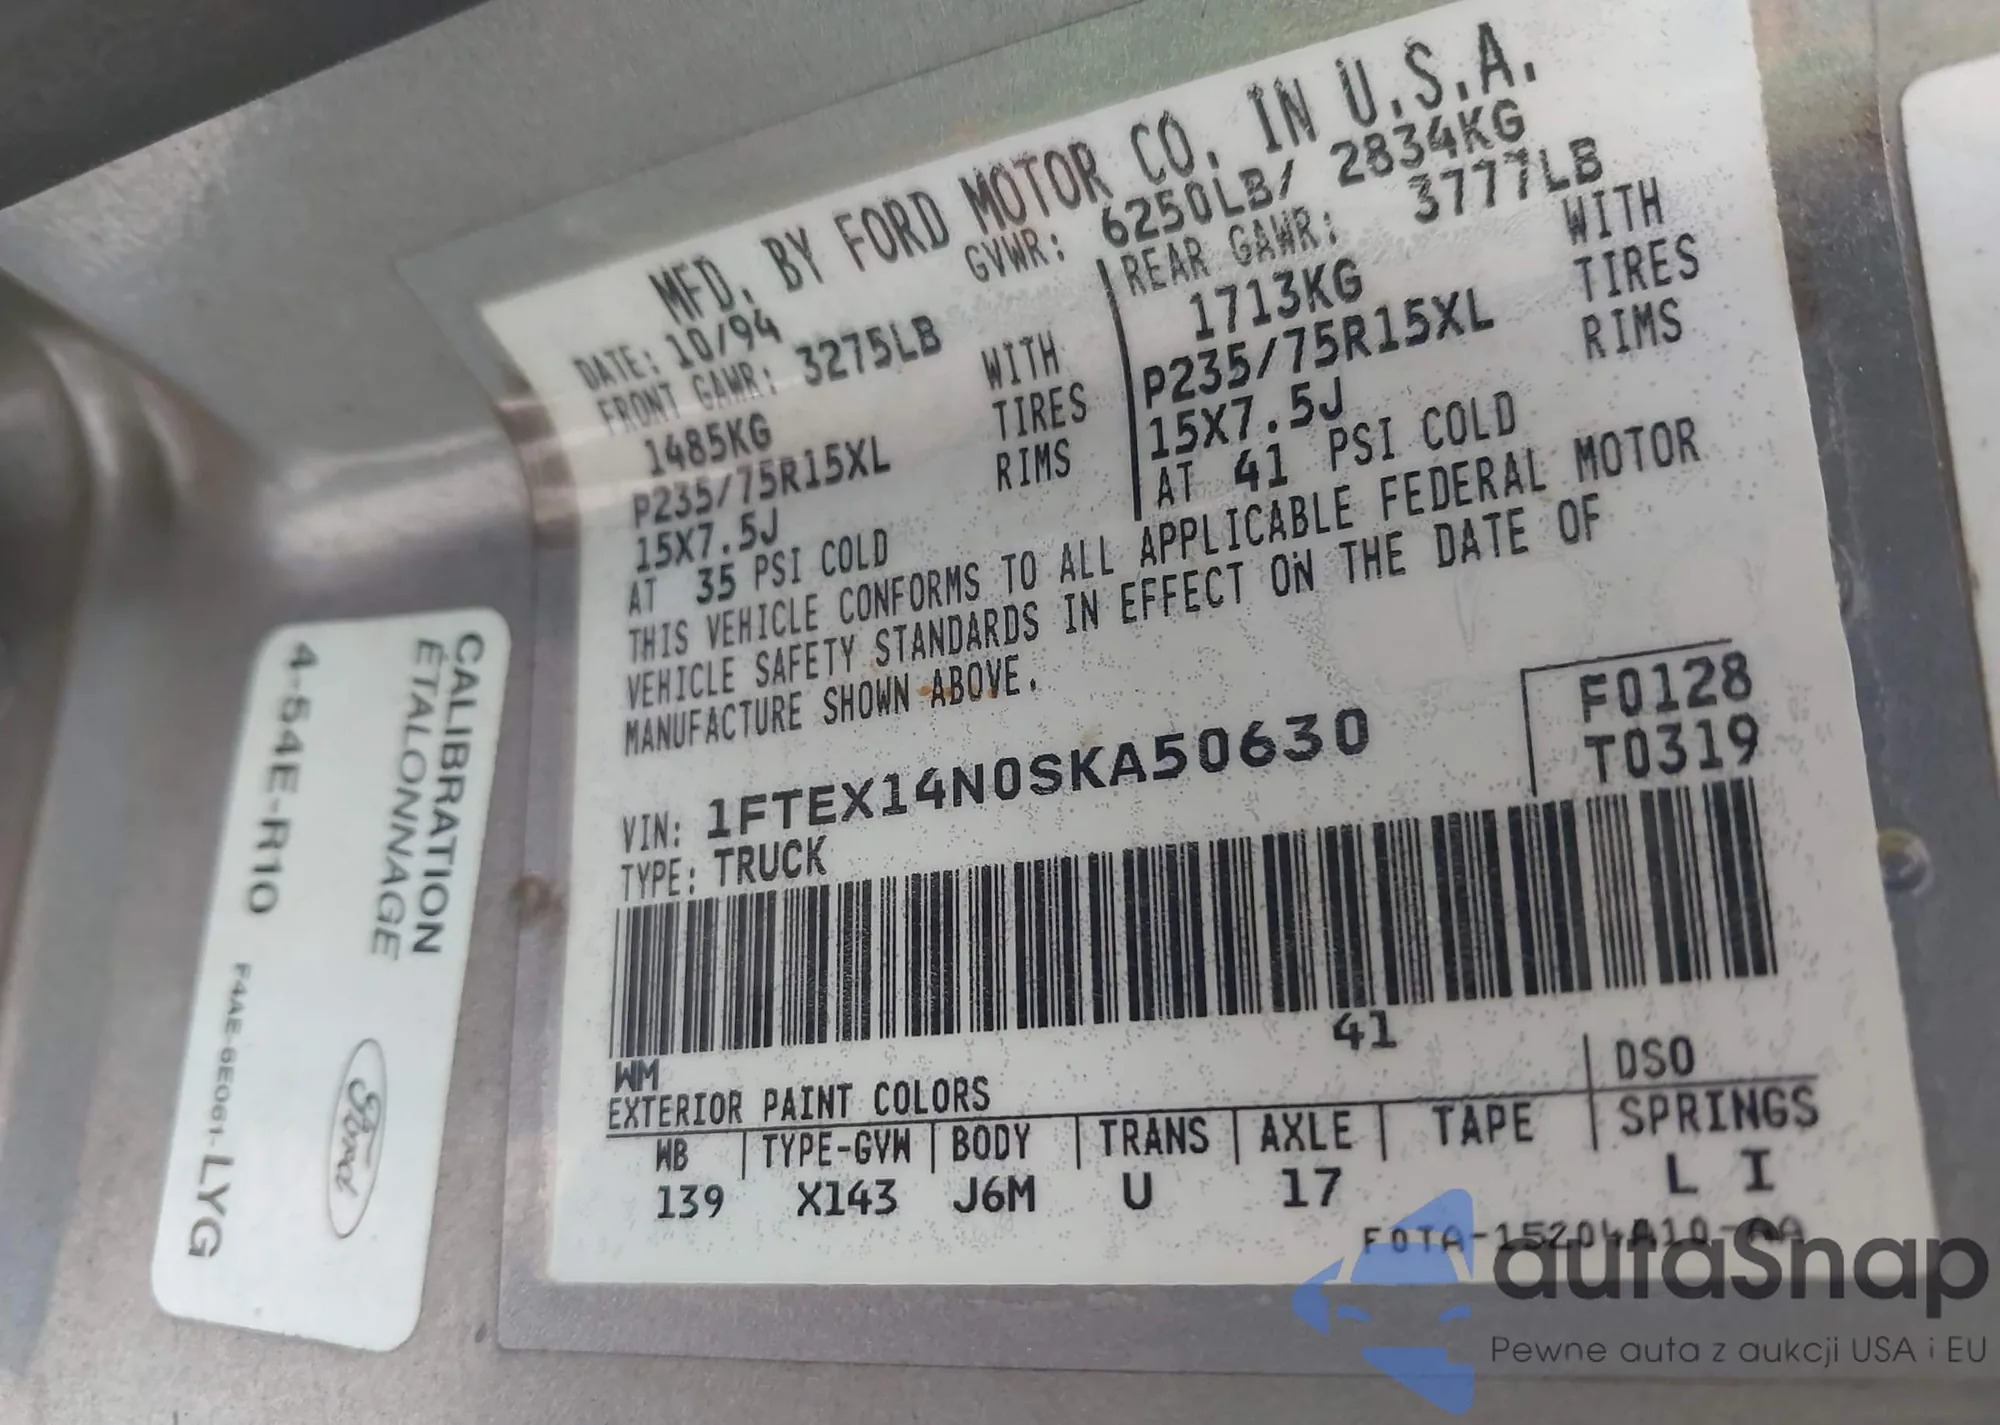 MFD. BY FORD MOTOR CO. IN U.S.A.
DATE: 10/94 GVWR: 6250LB/ 2834KG
FRONT GAWR: 3275LB REAR GAWR: 3777LB
1485KG WITH 1713KG WITH
P235/75R15XL TIRES P235/75R15XL TIRES
15X7.5J RIMS 15X7.5J RIMS
AT 35 PSI COLD AT 41 PSI COLD
THIS VEHICLE CONFORMS TO ALL APPLICABLE FEDERAL MOTOR
VEHICLE SAFETY STANDARDS IN EFFECT ON THE DATE OF
MANUFACTURE SHOWN ABOVE.
F0128
T0319
VIN: 1FTEX14N0SKA50630
TYPE: TRUCK
WM 41
EXTERIOR PAINT COLORS DSO
WB TYPE-GVW BODY TRANS AXLE TAPE SPRINGS
139 X143 J6M U 17 L I
F0TA-15204A10-AA
CALIBRATION
ÉTALONNAGE
Ford
4-54E-R10
F4AE-6E061-LYG
autaSnap
Pewne auta z aukcji USA i EU